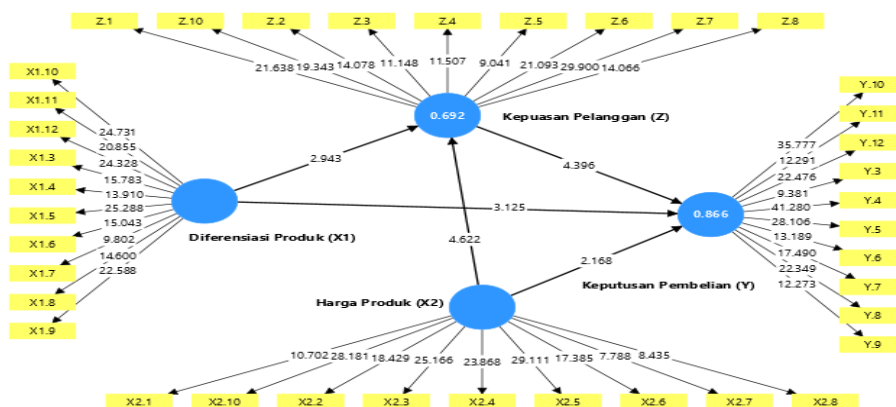 Z.1 Z.10 Z.2 Z.3 Z.4 Z.5 Z.6 Z.7 Z.8
21.638 19.343 14.078 11.148 11.507 9.041 21.093 29.900 14.066
X1.10
X1.11
X1.12
X1.3
X1.4
X1.5
X1.6
X1.7
X1.8
X1.9
24.731
20.855
24.328
15.783
13.910
25.288
15.043
9.802
14.600
22.588
0.692
Kepuasan Pelanggan (Z)
2.943
4.396
3.125
4.622
2.168
Diferensiasi Produk (X1)
0.866
Keputusan Pembelian (Y)
Harga Produk (X2)
35.777
12.291
22.476
9.381
41.280
28.106
13.189
17.490
22.349
12.273
Y.10
Y.11
Y.12
Y.3
Y.4
Y.5
Y.6
Y.7
Y.8
Y.9
10.702 28.181 18.429 25.166 23.868 29.111 17.385 7.788 8.435
X2.1 X2.10 X2.2 X2.3 X2.4 X2.5 X2.6 X2.7 X2.8